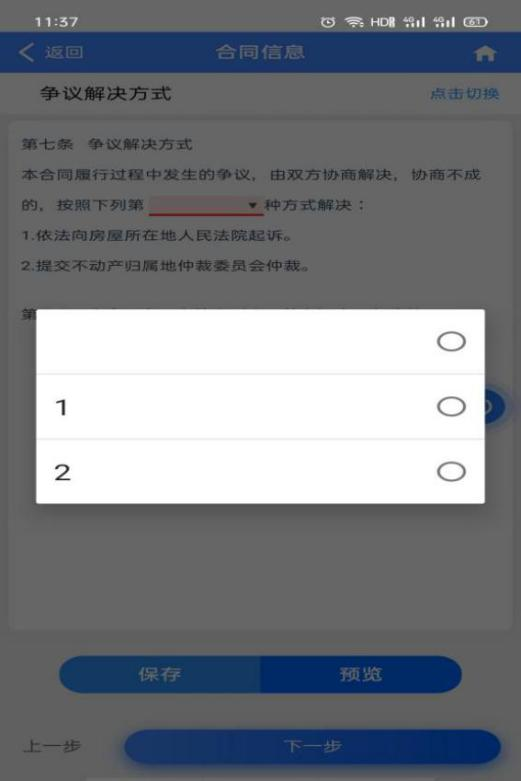 11:37
HD 4G 4G 61
返回
合同信息
争议解决方式
点击切换
第七条 争议解决方式
本合同履行过程中发生的争议，由双方协商解决，协商不成
的，按照下列第 ▼ 种方式解决：
1.依法向房屋所在地人民法院起诉。
2.提交不动产归属地仲裁委员会仲裁。
第
1
2
保存
预览
上一步
下一步